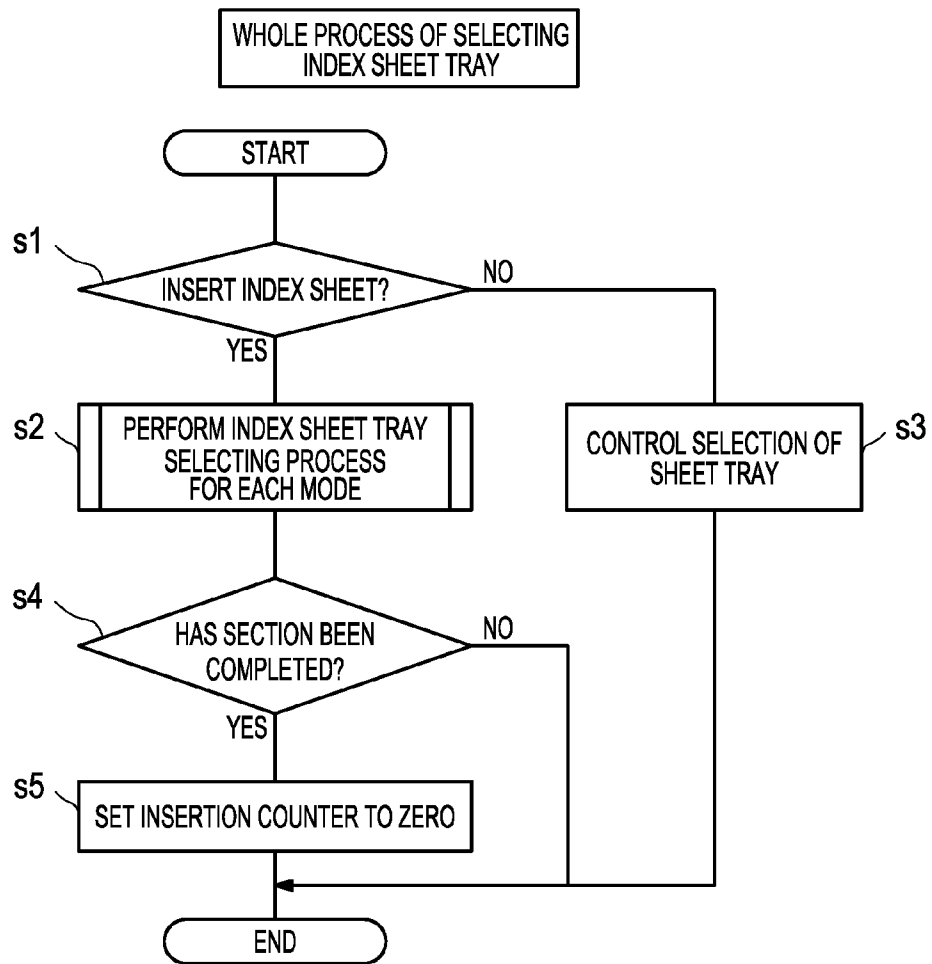 WHOLE PROCESS OF SELECTING
INDEX SHEET TRAY
START
s1
INSERT INDEX SHEET?
NO
YES
s2
PERFORM INDEX SHEET TRAY
SELECTING PROCESS
FOR EACH MODE
CONTROL SELECTION OF
SHEET TRAY
s3
s4
HAS SECTION BEEN
COMPLETED?
NO
YES
s5
SET INSERTION COUNTER TO ZERO
END